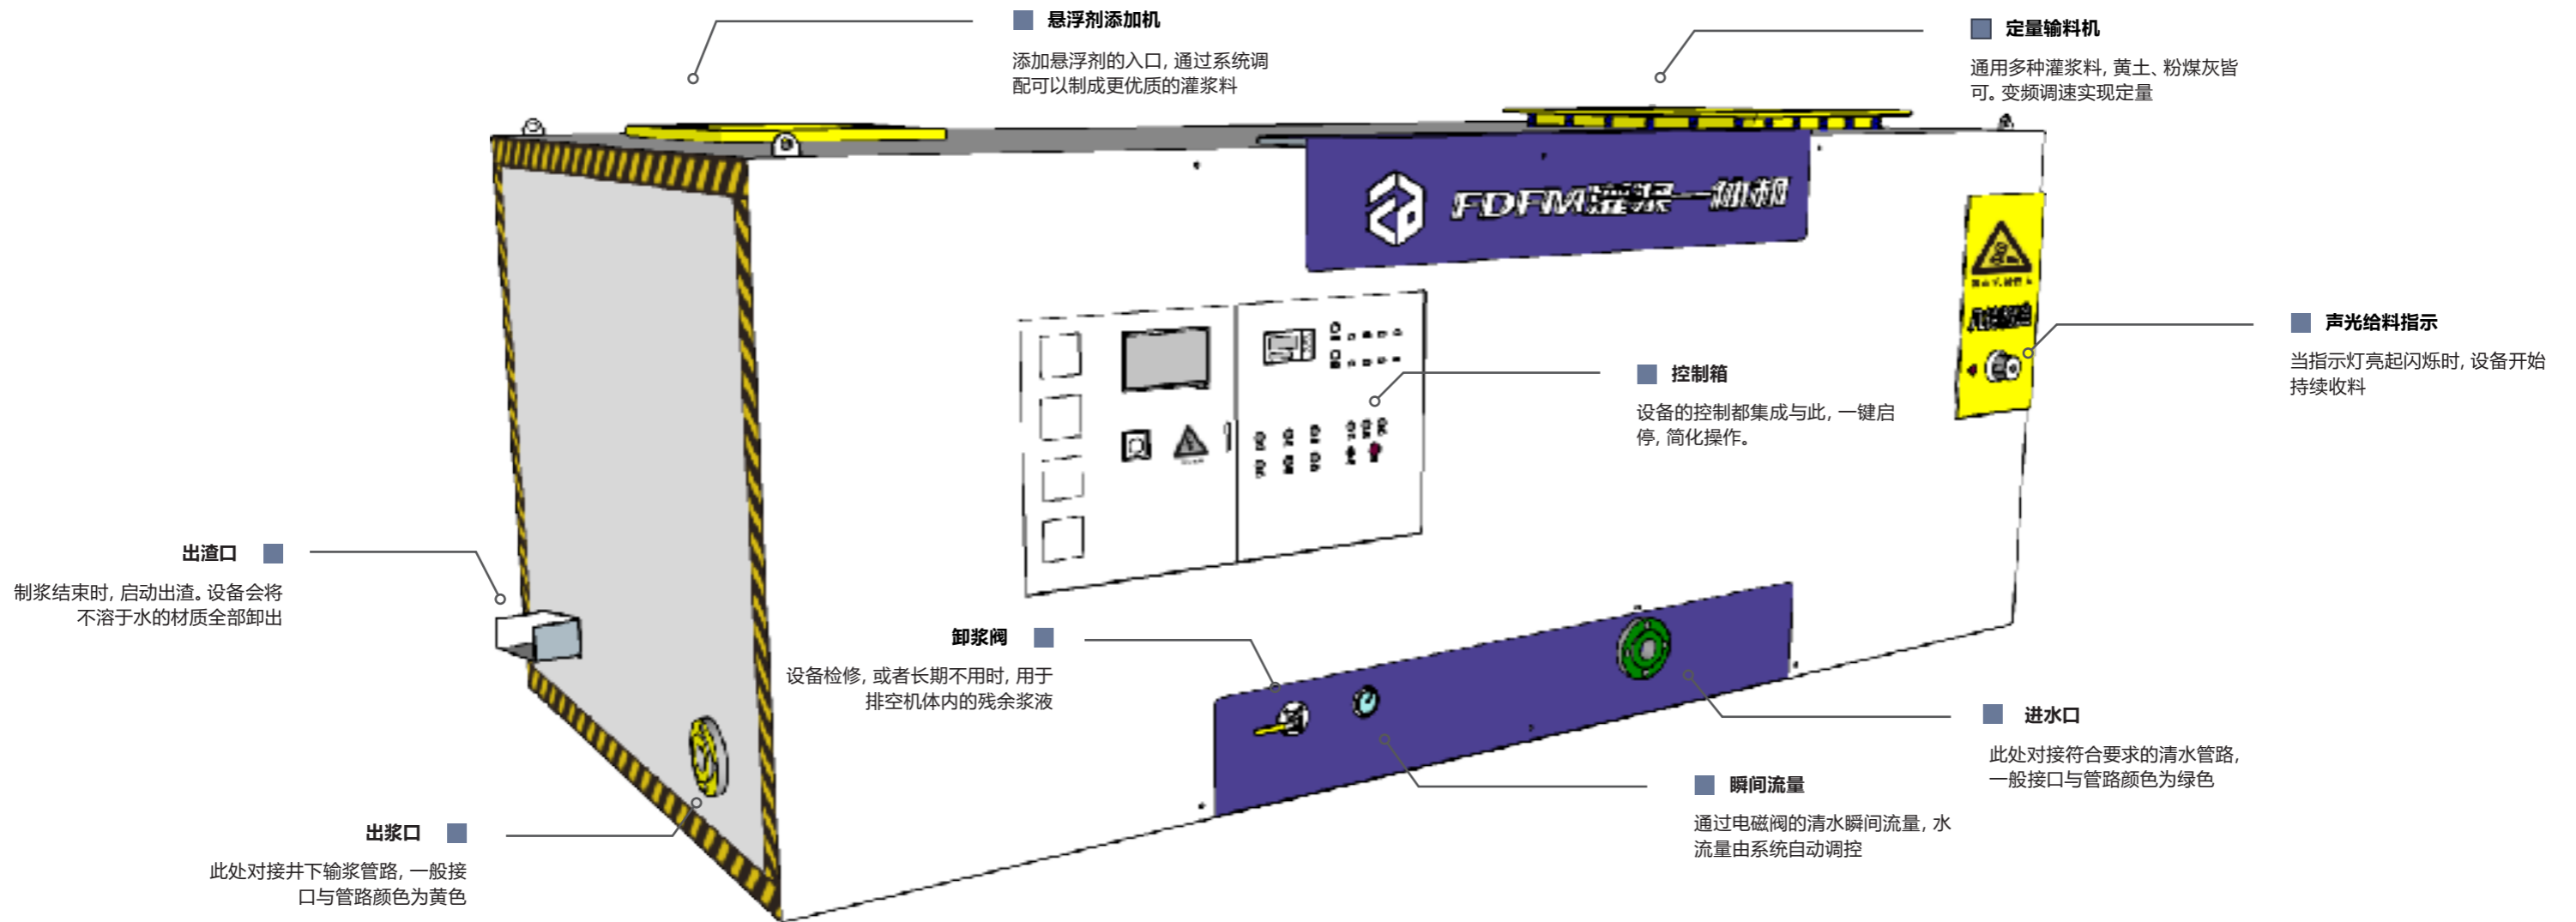 悬浮剂添加机
添加悬浮剂的入口, 通过系统调
配可以制成更优质的灌浆料
定量输料机
通用多种灌浆料, 黄土、粉煤灰皆
可。变频调速实现定量
FDFM灌浆一体机
声光给料指示
当指示灯亮起闪烁时, 设备开始
持续收料
控制箱
设备的控制都集成与此, 一键启
停, 简化操作。
出渣口
制浆结束时, 启动出渣。设备会将
不溶于水的材质全部卸出
卸浆阀
设备检修, 或者长期不用时, 用于
排空机体内的残余浆液
进水口
此处对接符合要求的清水管路,
一般接口与管路颜色为绿色
瞬间流量
通过电磁阀的清水瞬间流量, 水
流量由系统自动调控
出浆口
此处对接井下输浆管路, 一般接
口与管路颜色为黄色